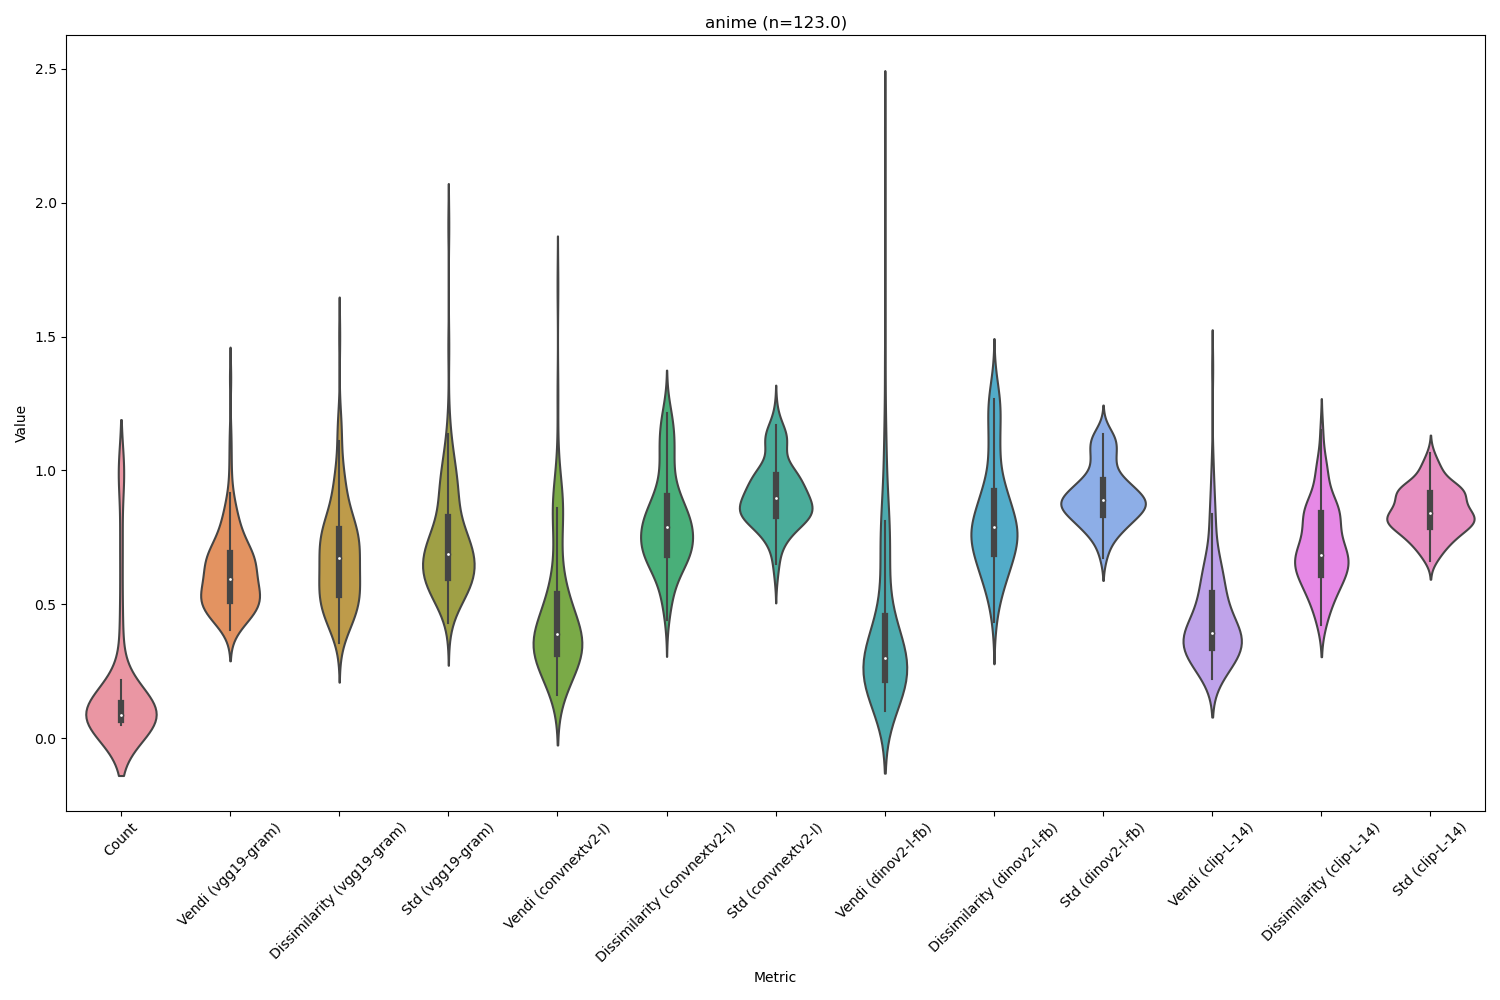 anime (n=123.0)
Value
2.5
2.0
1.5
1.0
0.5
0.0
Count
Vendi (vgg19-gram)
Dissimilarity (vgg19-gram)
Std (vgg19-gram)
Vendi (convnextv2-l)
Dissimilarity (convnextv2-l)
Std (convnextv2-l)
Vendi (dinov2-l-fb)
Dissimilarity (dinov2-l-fb)
Std (dinov2-l-fb)
Vendi (clip-L-14)
Dissimilarity (clip-L-14)
Std (clip-L-14)
Metric